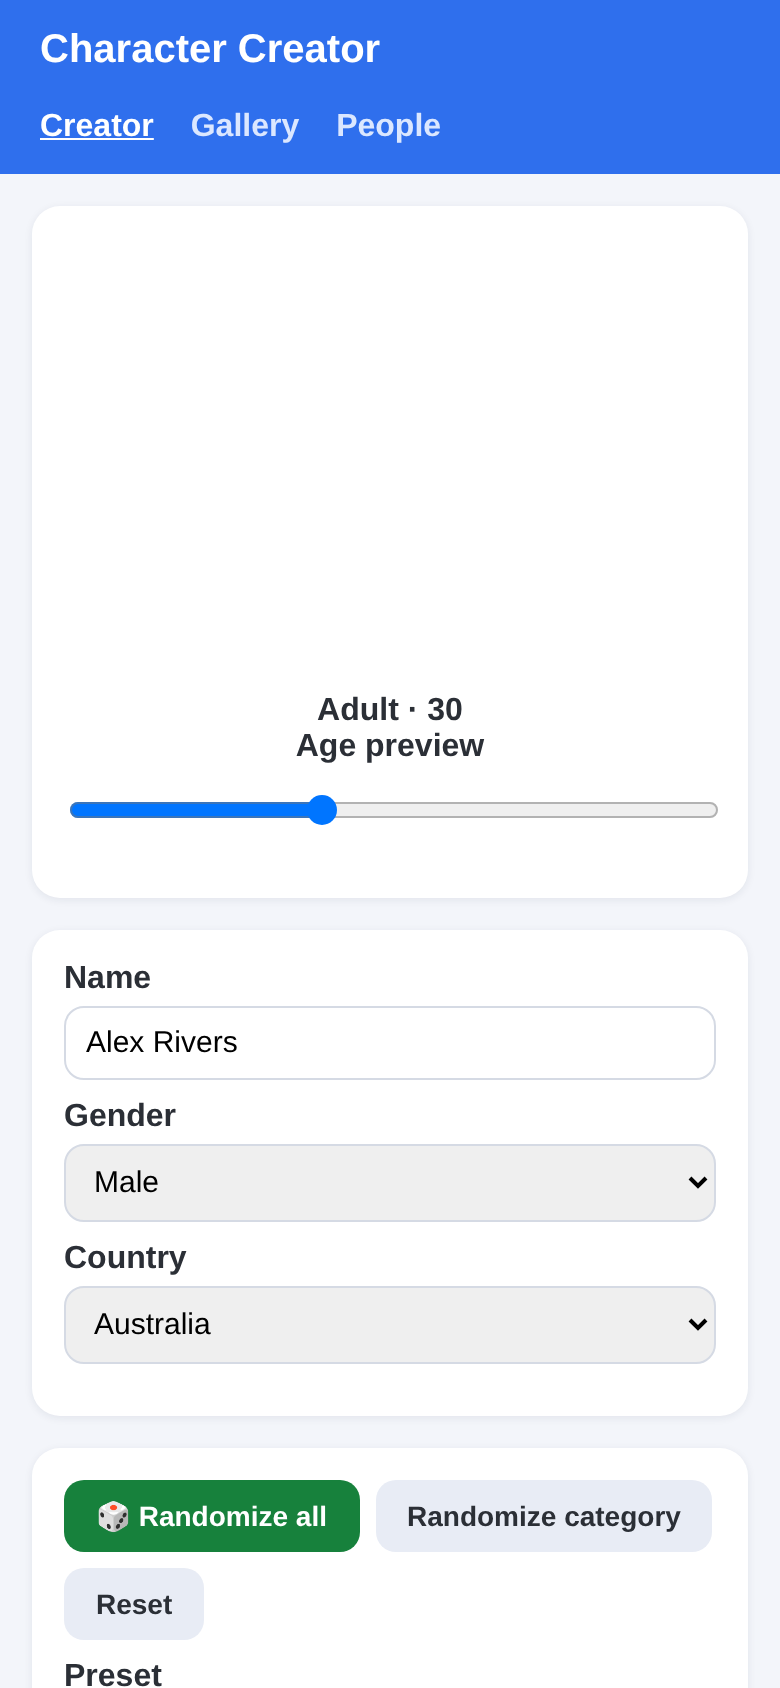 Character Creator
Creator Gallery People
Adult · 30
Age preview
Name
Alex Rivers
Gender
Male
Country
Australia
🎲 Randomize all Randomize category
Reset
Preset